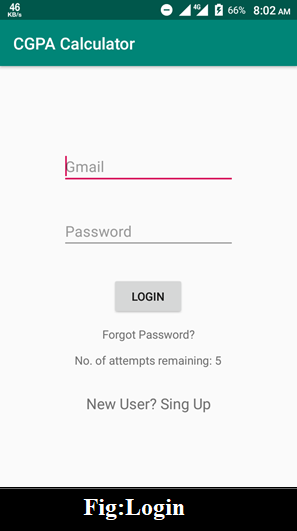 46
KB/s
4G
66%
8:02 AM
CGPA Calculator
Gmail
Password
LOGIN
Forgot Password?
No. of attempts remaining: 5
New User? Sing Up
Fig:Login